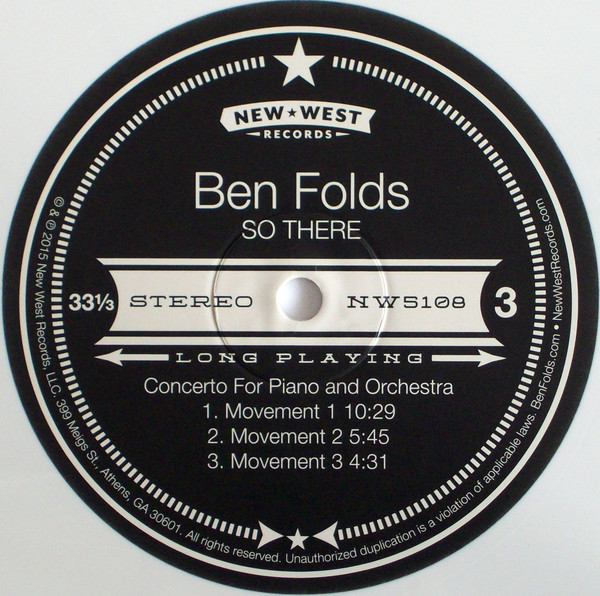 NEW★WEST
RECORDS
Ben Folds
SO THERE
33⅓ STEREO NW5108 3
LONG PLAYING
Concerto For Piano and Orchestra
1. Movement 1 10:29
2. Movement 2 5:45
3. Movement 3 4:31
© & ℗ 2015 New West Records, LLC. 399 Meigs St., Athens, GA 30601. All rights reserved. Unauthorized duplication is a violation of applicable laws. BenFolds.com • NewWestRecords.com